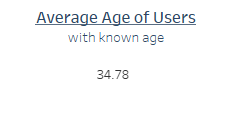 Average Age of Users
with known age
34.78